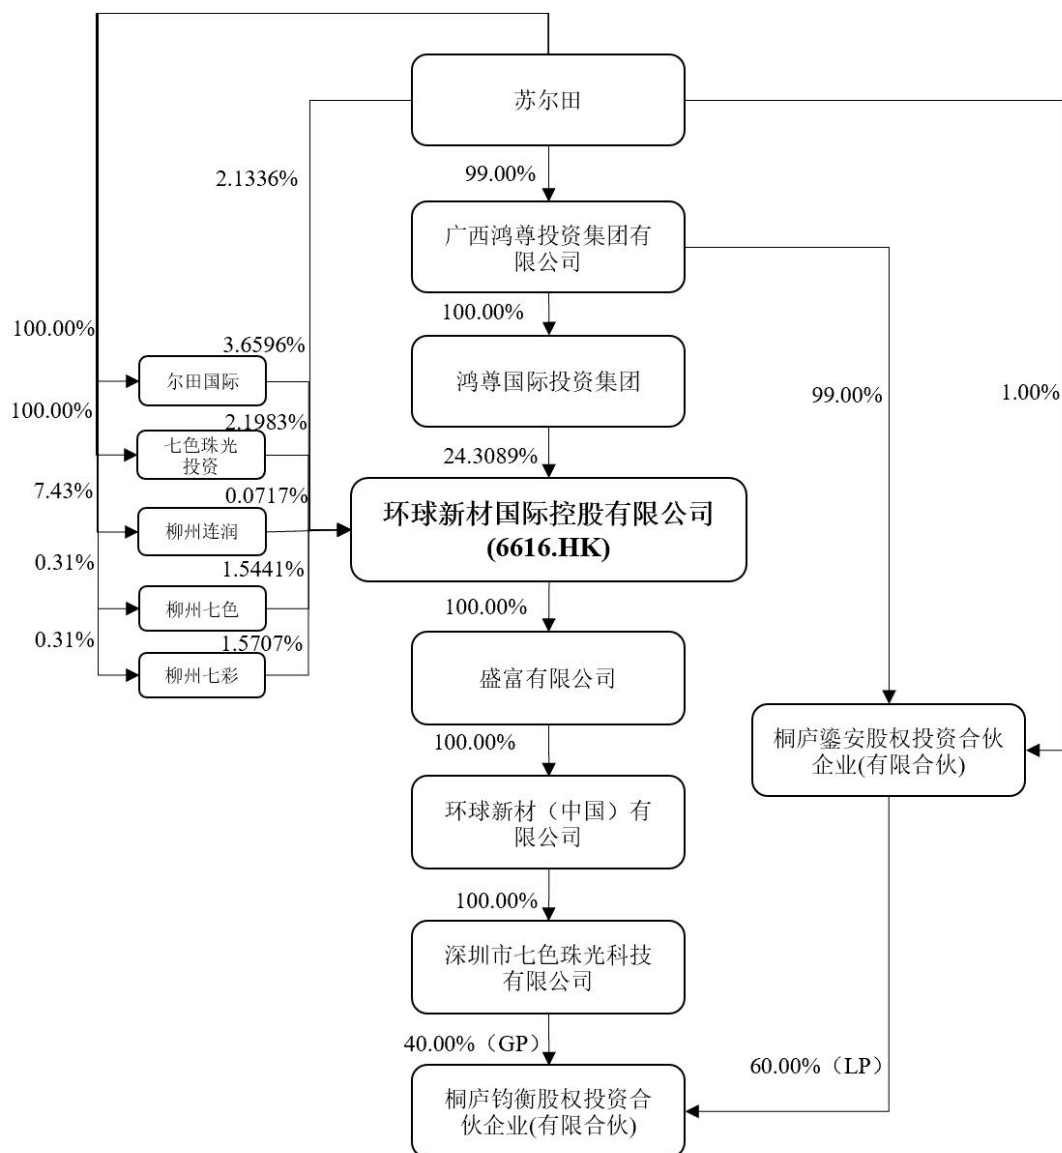 苏尔田
2.1336%
99.00%
广西鸿尊投资集团有
限公司
100.00%
100.00%
3.6596%
尔田国际
鸿尊国际投资集团
99.00%
1.00%
100.00%
2.1983%
七色珠光
投资
24.3089%
7.43%
0.0717%
柳州连润
环球新材国际控股有限公司
(6616.HK)
0.31%
1.5441%
柳州七色
100.00%
0.31%
1.5707%
柳州七彩
盛富有限公司
100.00%
桐庐鎏安股权投资合伙
企业(有限合伙)
环球新材（中国）有
限公司
100.00%
深圳市七色珠光科技
有限公司
40.00%（GP）
60.00%（LP）
桐庐钧衡股权投资合
伙企业(有限合伙)